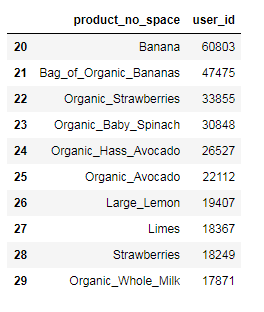 product_no_space user_id
20 Banana 60803
21 Bag_of_Organic_Bananas 47475
22 Organic_Strawberries 33855
23 Organic_Baby_Spinach 30848
24 Organic_Hass_Avocado 26527
25 Organic_Avocado 22112
26 Large_Lemon 19407
27 Limes 18367
28 Strawberries 18249
29 Organic_Whole_Milk 17871